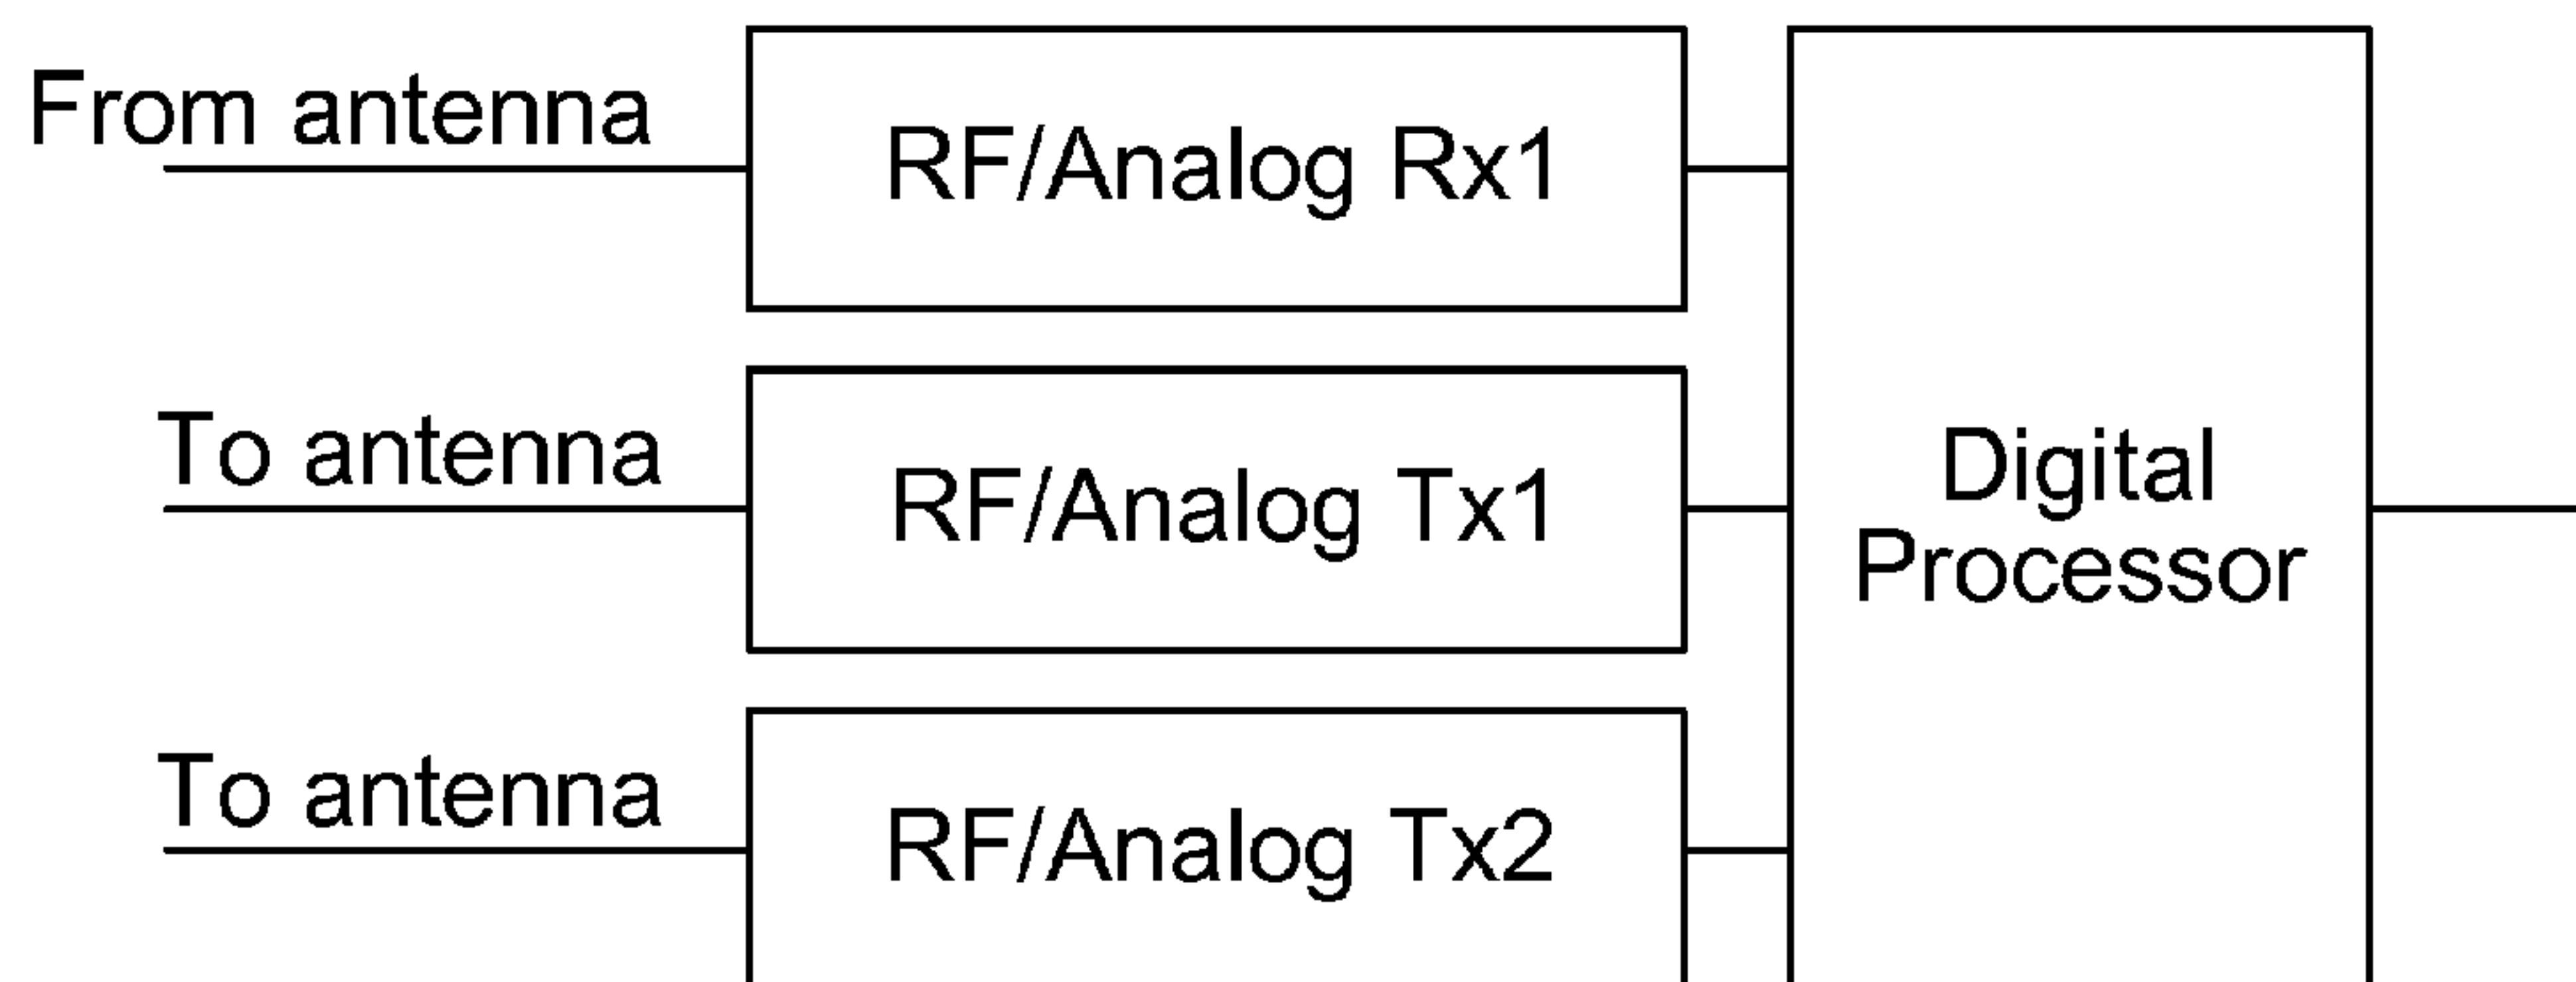 From antenna
RF/Analog Rx1
To antenna
RF/Analog Tx1
Digital
Processor
To antenna
RF/Analog Tx2